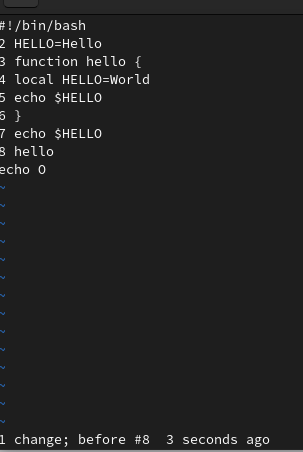 #!/bin/bash
2 HELLO=Hello
3 function hello {
4 local HELLO=World
5 echo $HELLO
6 }
7 echo $HELLO
8 hello
echo O
~
~
~
~
~
~
~
~
~
~
~
~
~
~
1 change; before #8  3 seconds ago